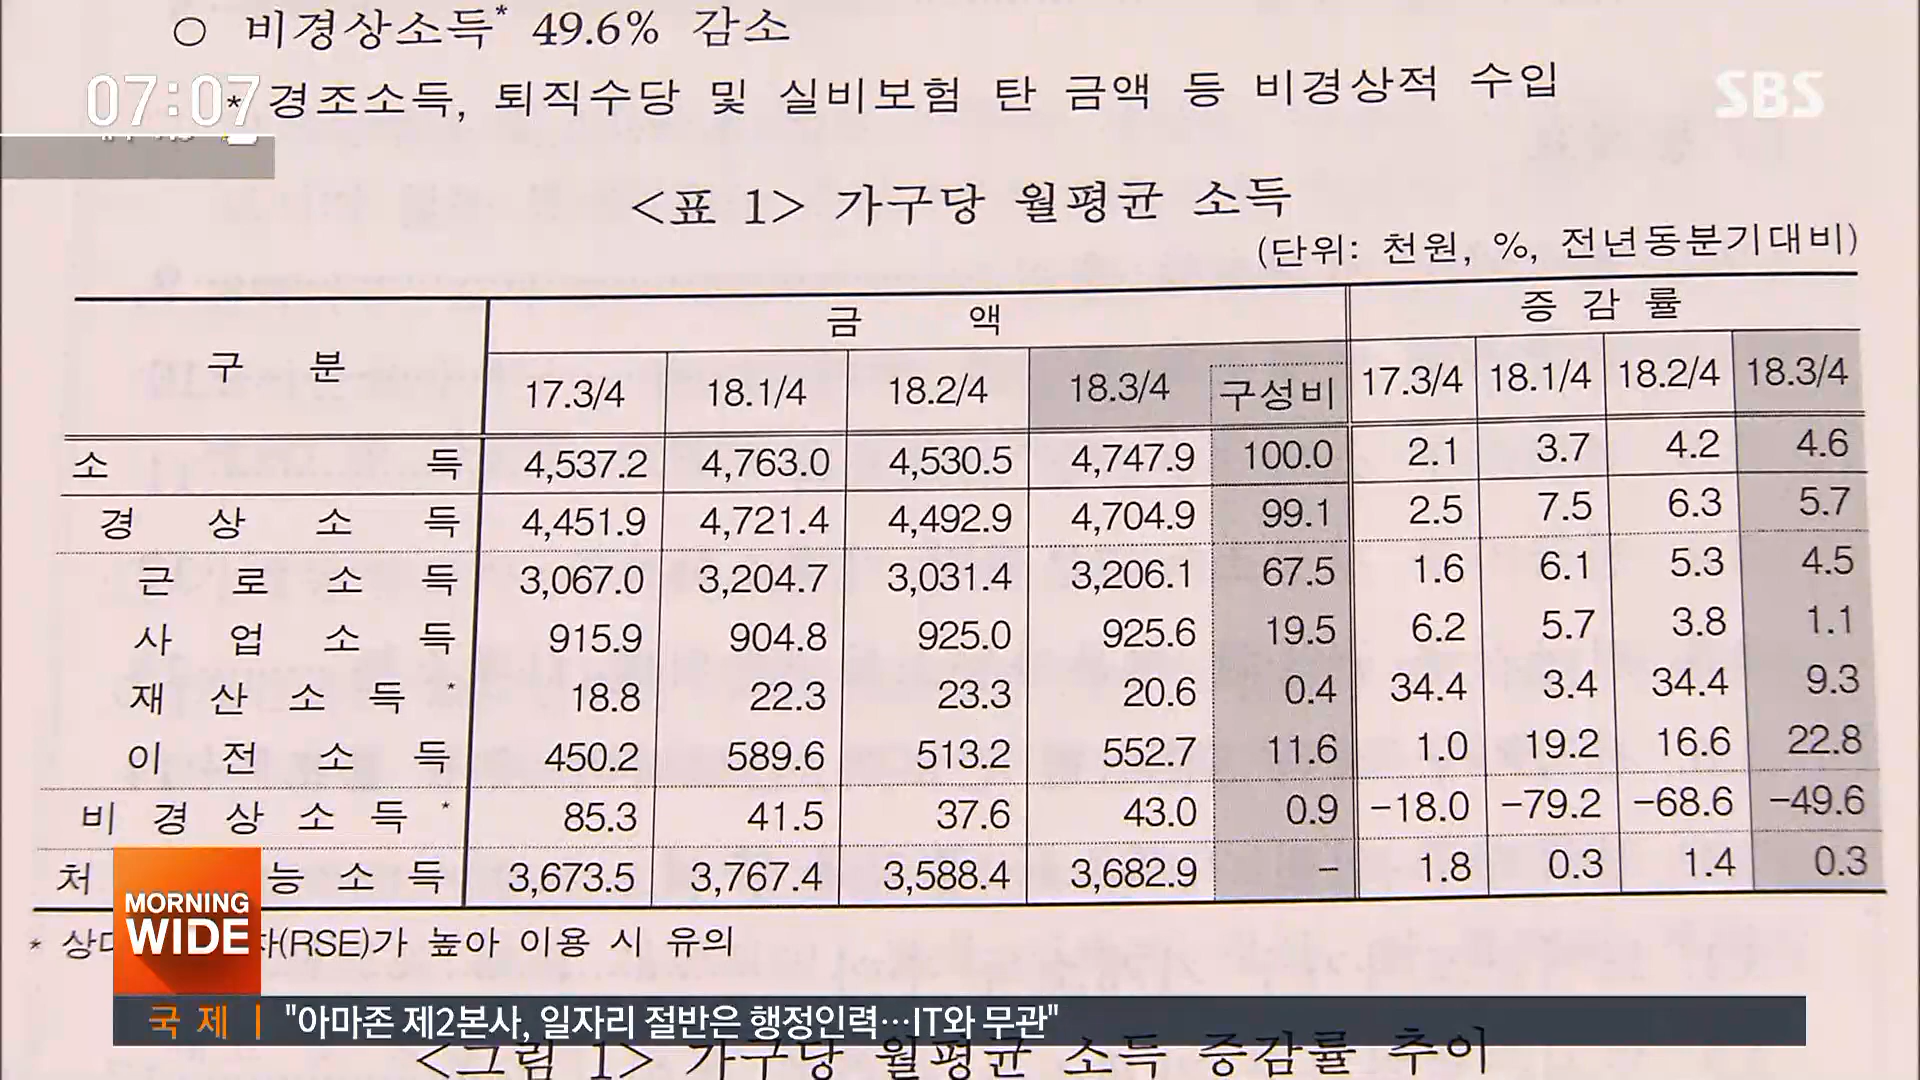 ○ 비경상소득* 49.6% 감소
* 경조소득, 퇴직수당 및 실비보험 탄 금액 등 비경상적 수입
07:07
SBS
<표 1> 가구당 월평균 소득
(단위: 천원, %, 전년동분기대비)
구 분 금 액 증 감 률
17.3/4 18.1/4 18.2/4 18.3/4 구성비 17.3/4 18.1/4 18.2/4 18.3/4
소 득 4,537.2 4,763.0 4,530.5 4,747.9 100.0 2.1 3.7 4.2 4.6
경 상 소 득 4,451.9 4,721.4 4,492.9 4,704.9 99.1 2.5 7.5 6.3 5.7
근 로 소 득 3,067.0 3,204.7 3,031.4 3,206.1 67.5 1.6 6.1 5.3 4.5
사 업 소 득 915.9 904.8 925.0 925.6 19.5 6.2 5.7 3.8 1.1
재 산 소 득 * 18.8 22.3 23.3 20.6 0.4 34.4 3.4 34.4 9.3
이 전 소 득 450.2 589.6 513.2 552.7 11.6 1.0 19.2 16.6 22.8
비 경 상 소 득 * 85.3 41.5 37.6 43.0 0.9 -18.0 -79.2 -68.6 -49.6
처 능 소 득 3,673.5 3,767.4 3,588.4 3,682.9 - 1.8 0.3 1.4 0.3
MORNING
WIDE
* (RSE)가 높아 이용 시 유의
국 제 | "아마존 제2본사, 일자리 절반은 행정인력…IT와 무관"
<그림 1> 가구당 월평균 소득 증감률 추이